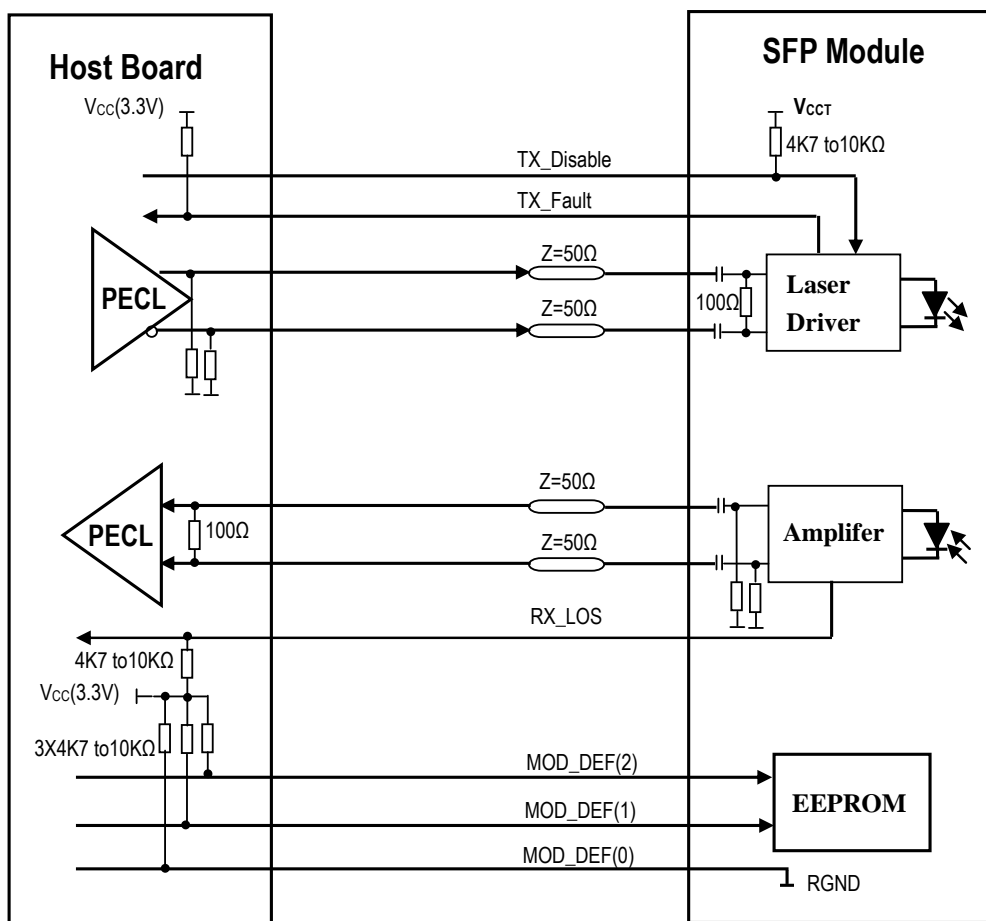 Host Board
SFP Module
VCC(3.3V)
VCCT
4K7 to10KΩ
TX_Disable
TX_Fault
Z=50Ω
PECL
100Ω
Laser
Driver
Z=50Ω
Z=50Ω
PECL
100Ω
Amplifer
Z=50Ω
RX_LOS
4K7 to10KΩ
VCC(3.3V)
3X4K7 to10KΩ
MOD_DEF(2)
EEPROM
MOD_DEF(1)
MOD_DEF(0)
RGND